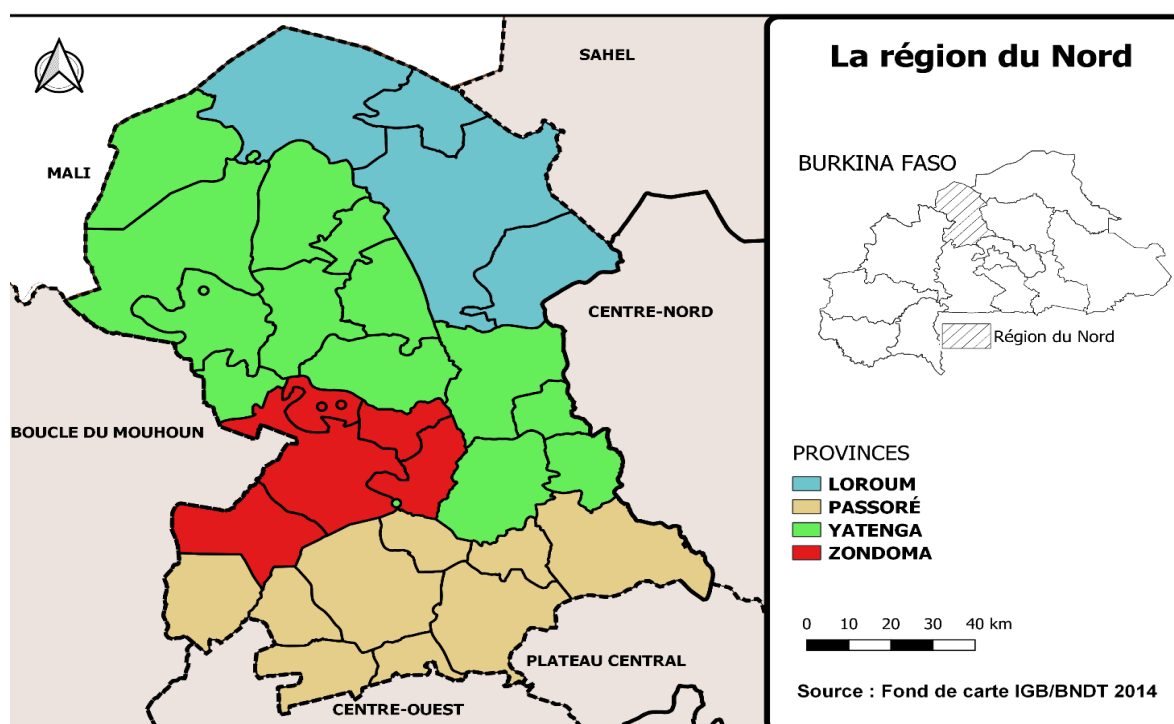 SAHEL
MALI
CENTRE-NORD
BOUCLE DU MOUHOUN
PLATEAU CENTRAL
CENTRE-OUEST
La région du Nord
BURKINA FASO
Région du Nord
PROVINCES
LOROUM
PASSORÉ
YATENGA
ZONDOMA
0 10 20 30 40 km
Source : Fond de carte IGB/BNDT 2014